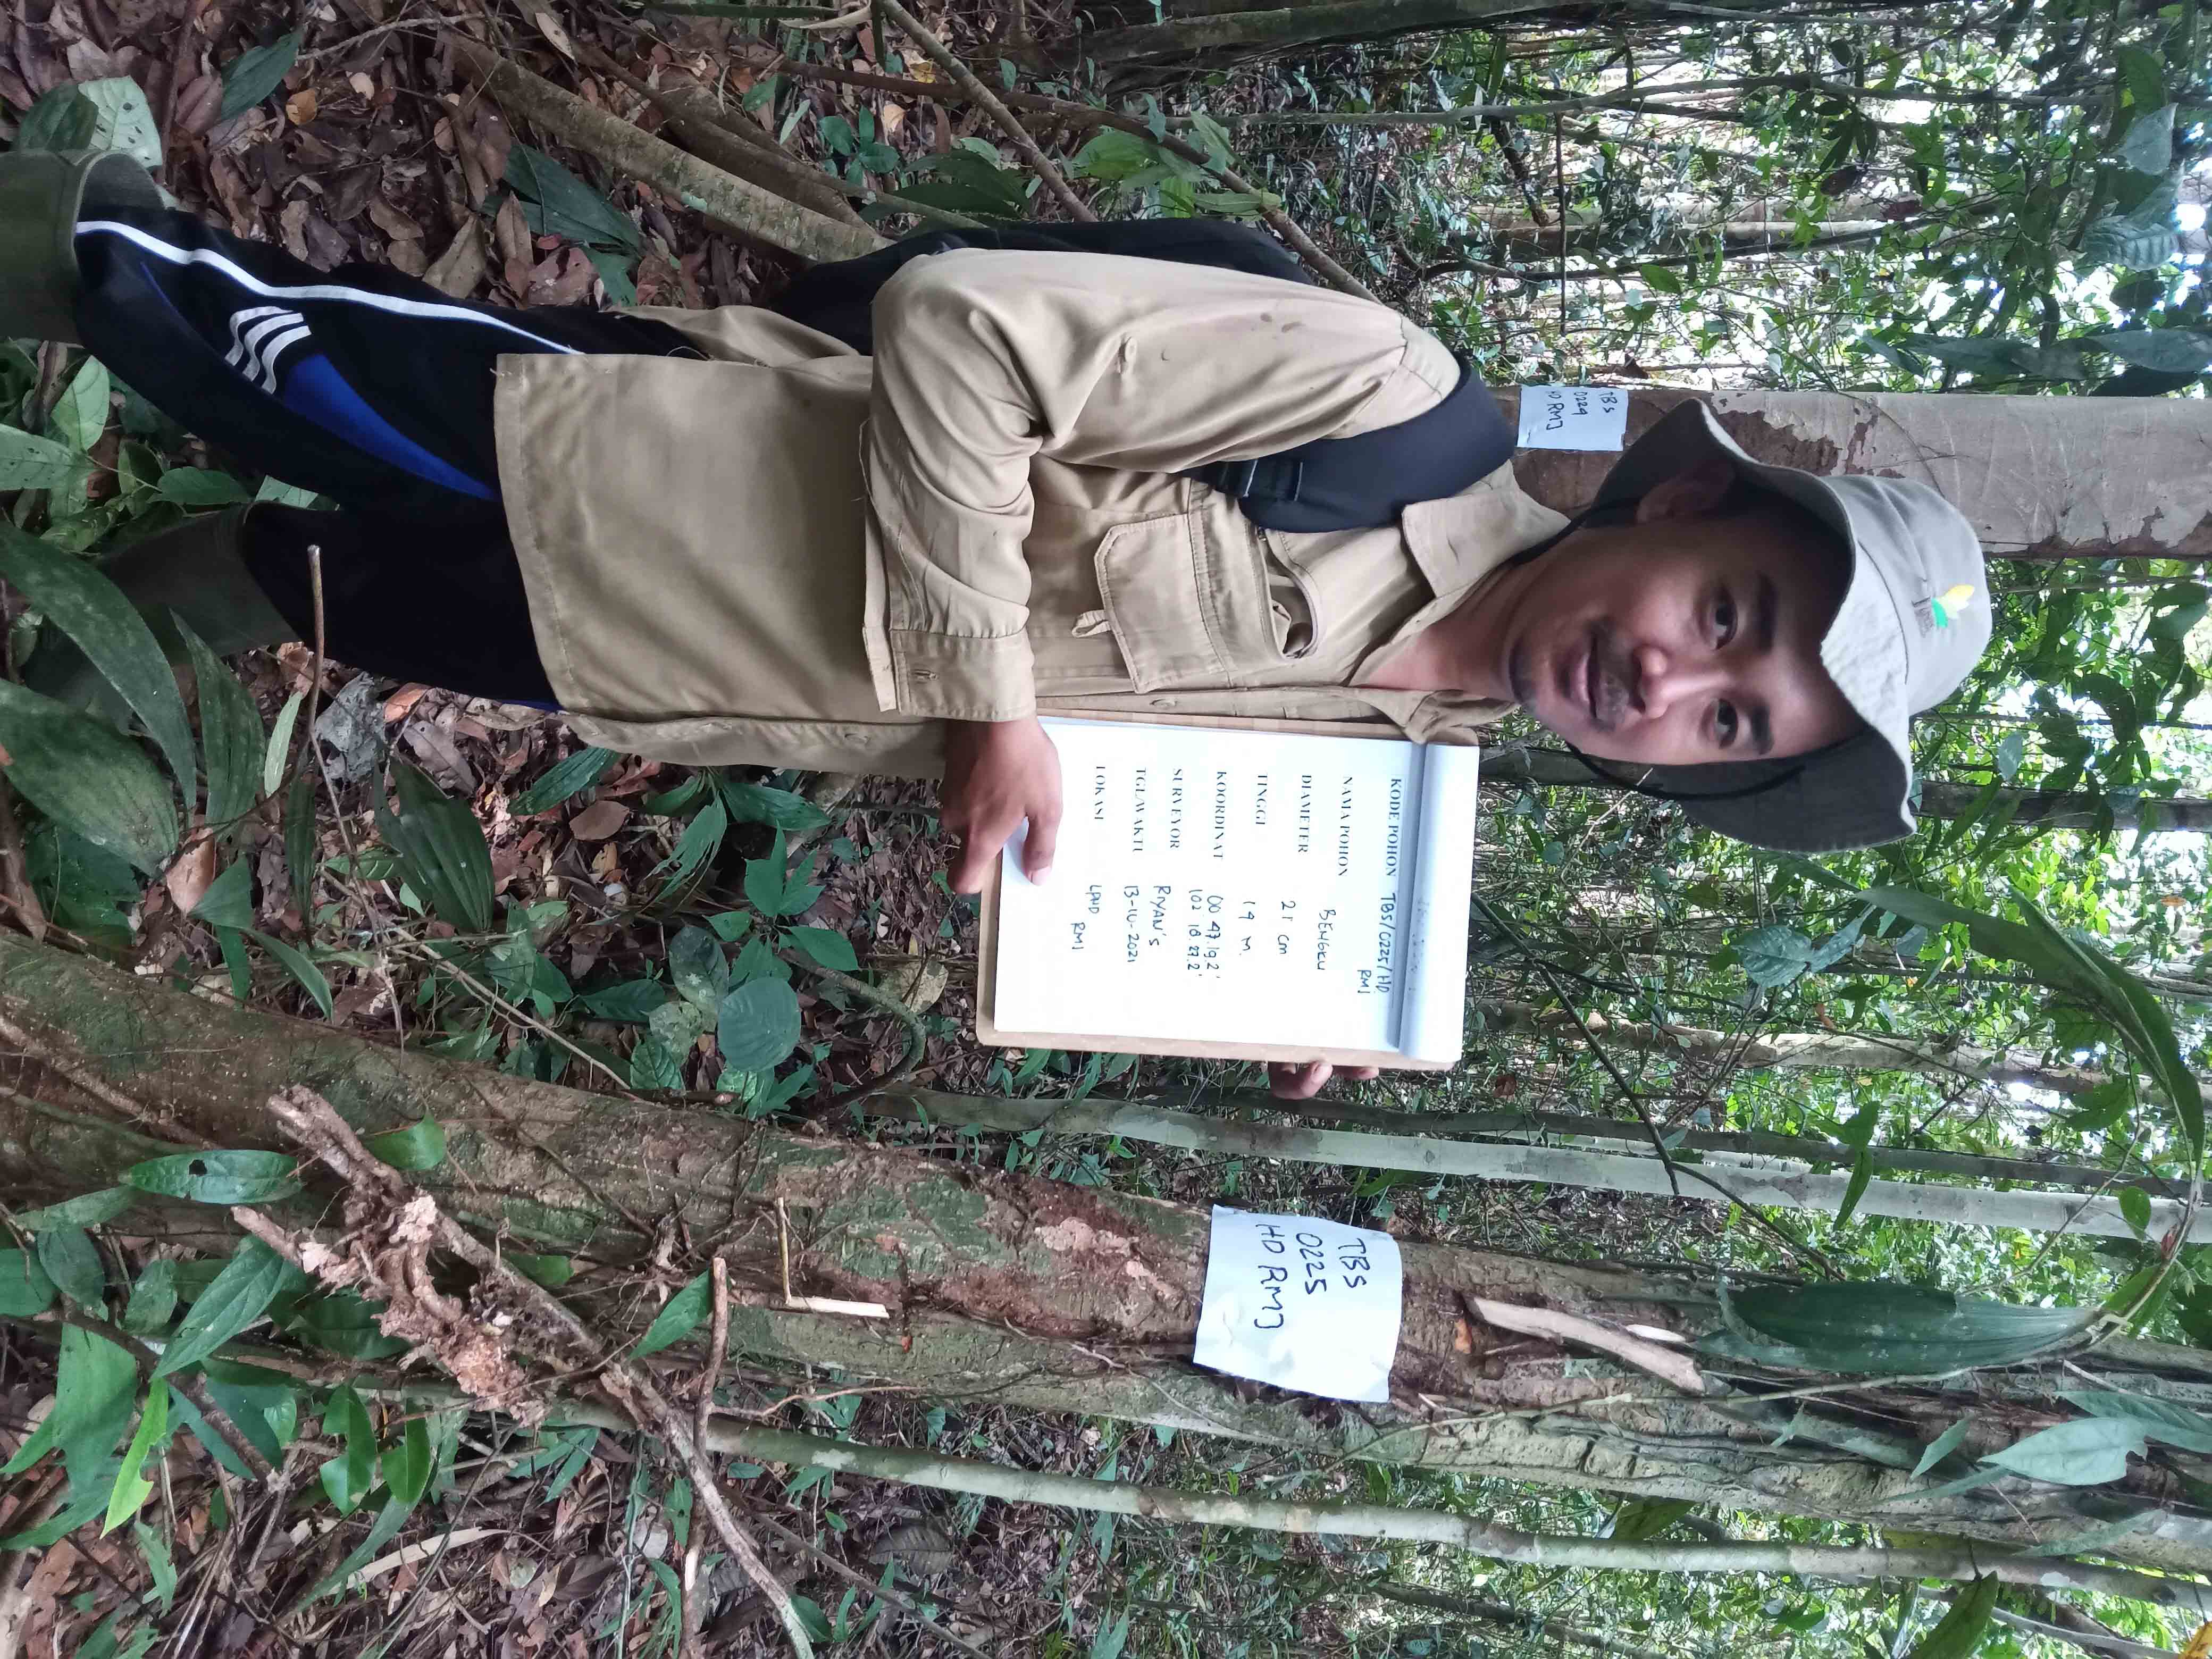 TBS
0224
HD RMJ
KODE POHON TBS/0225/HD
RMJ
NAMA POHON BENGKU
DIAMETER 21 cm
TINGGI 19 M.
KOORDINAT 00 47.19.2'
102 18.27.2'
SURVEYOR RIYAN'S
TGL/WAKTU 13-10-2021
LOKASI LPHD
RMJ
TBS
0225
HD RMJ